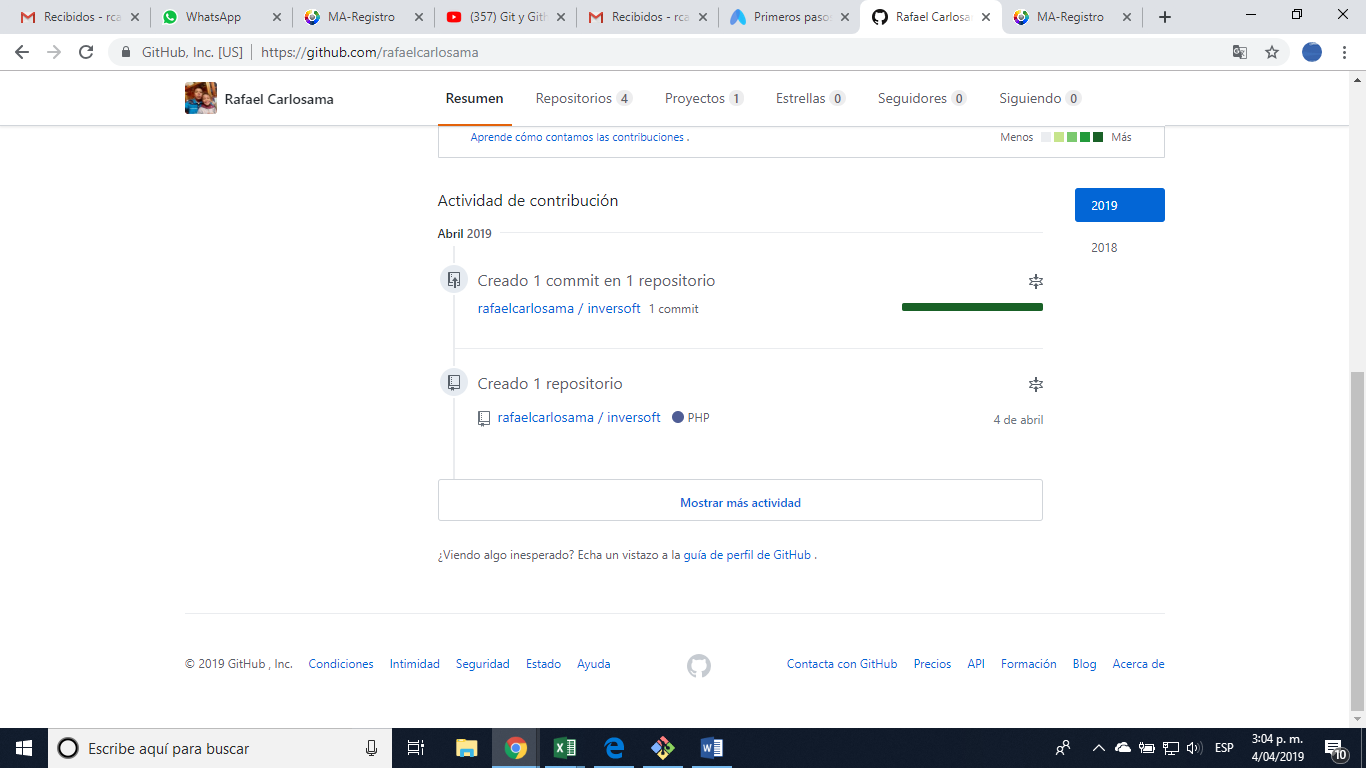 Recibidos - rca
WhatsApp
MA-Registro
(357) Git y Gith
Recibidos - rca
Primeros pasos
Rafael Carlosa
MA-Registro
GitHub, Inc. [US] | https://github.com/rafaelcarlosama
Rafael Carlosama
Resumen Repositorios 4 Proyectos 1 Estrellas 0 Seguidores 0 Siguiendo 0
Aprende cómo contamos las contribuciones .
Menos Más
Actividad de contribución
2019
2018
Abril 2019
Creado 1 commit en 1 repositorio
rafaelcarlosama / inversoft 1 commit
Creado 1 repositorio
rafaelcarlosama / inversoft PHP 4 de abril
Mostrar más actividad
¿Viendo algo inesperado? Echa un vistazo a la guía de perfil de GitHub .
© 2019 GitHub , Inc. Condiciones Intimidad Seguridad Estado Ayuda
Contacta con GitHub Precios API Formación Blog Acerca de
Escribe aquí para buscar
ESP
3:04 p. m.
4/04/2019
10